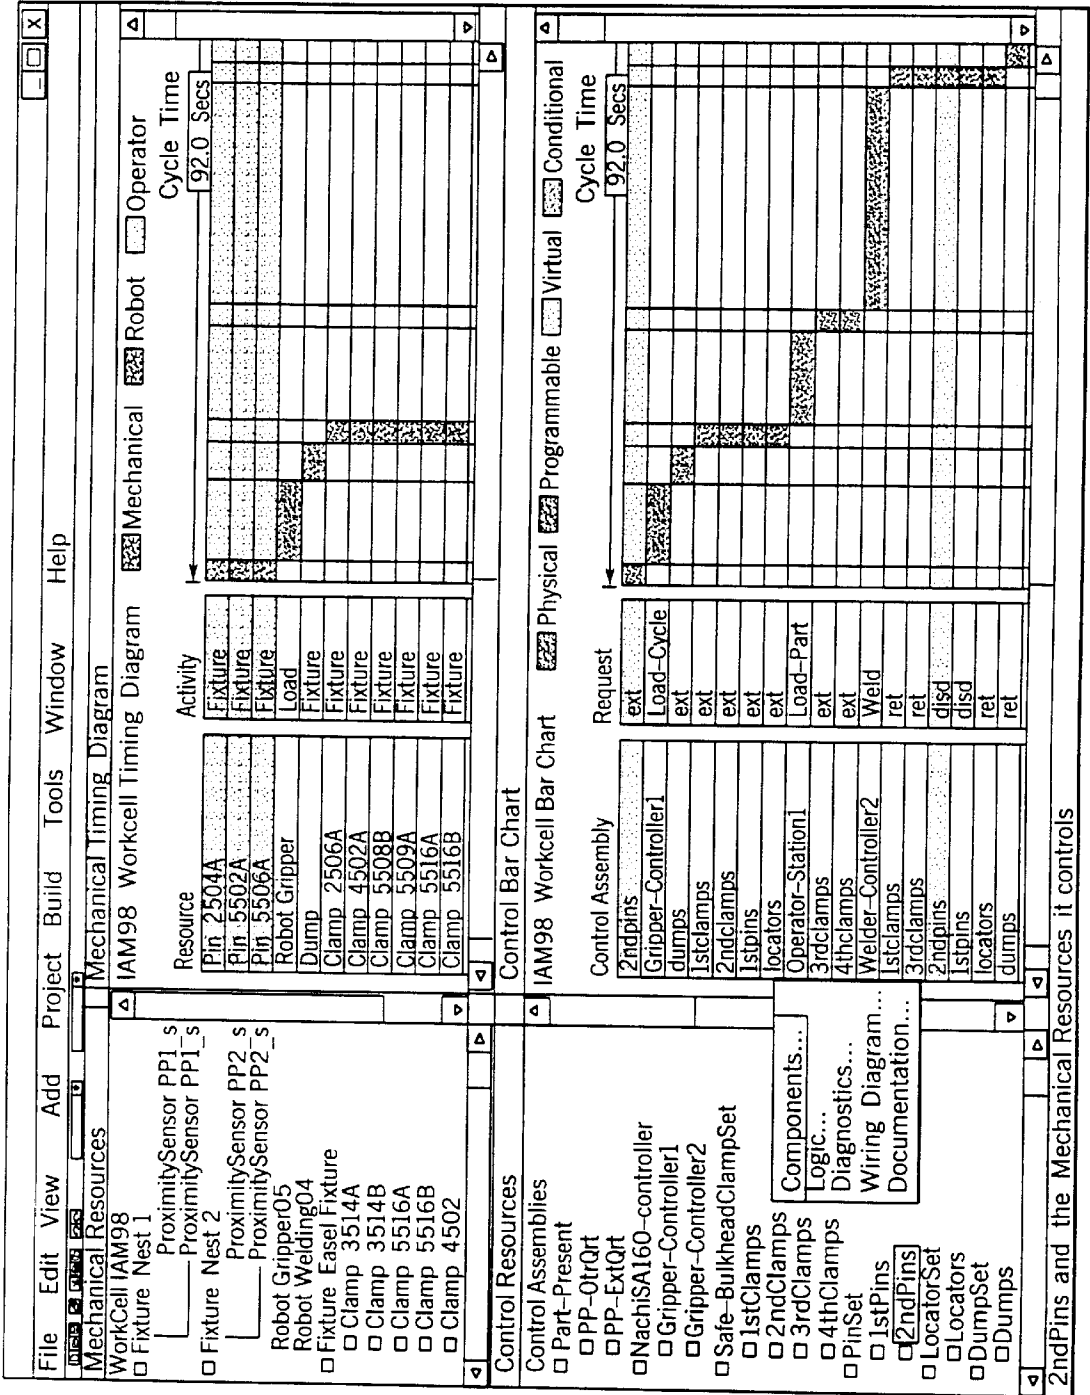 File Edit View Add Project Build Tools Window Help
Mechanical Resources
WorkCell IAM98
Fixture Nest 1
ProximitySensor PP1_s
ProximitySensor PP1_s
Fixture Nest 2
ProximitySensor PP2_s
ProximitySensor PP2_s
Robot Gripper05
Robot Welding04
Fixture Easel Fixture
Clamp 3514A
Clamp 3514B
Clamp 5516A
Clamp 5516B
Clamp 4502
Mechanical Timing Diagram
IAM98 Workcell Timing Diagram Mechanical Robot Operator
Resource Activity Cycle Time
92.0 Secs
Pin 2504A Fixture
Pin 5502A Fixture
Pin 5506A Fixture
Robot Gripper Load
Dump Fixture
Clamp 2506A Fixture
Clamp 4502A Fixture
Clamp 5508B Fixture
Clamp 5509A Fixture
Clamp 5516A Fixture
Clamp 5516B Fixture
Control Resources
Control Assemblies
Part-Present
PP-OtrQrt
PP-ExtQrt
NachiSA160-controller
Gripper-Controller1
Gripper-Controller2
Safe-BulkheadClampSet
1stClamps
2ndClamps
3rdClamps
4thClamps
PinSet
1stPins
2ndPins
LocatorSet
Locators
DumpSet
Dumps
Components...
Logic...
Diagnostics...
Wiring Diagram...
Documentation...
Control Bar Chart
IAM98 Workcell Bar Chart Physical Programmable Virtual Conditional
Control Assembly Request Cycle Time
92.0 Secs
2ndpins ext
Gripper-Controller1 Load-Cycle
dumps ext
1stclamps ext
2ndclamps ext
1stpins ext
locators ext
Operator-Station1 Load-Part
3rdclamps ext
4thclamps ext
Welder-Controller2 Weld
1stclamps ret
3rdclamps ret
2ndpins disd
1stpins disd
locators ret
dumps ret
2ndPins and the Mechanical Resources it controls